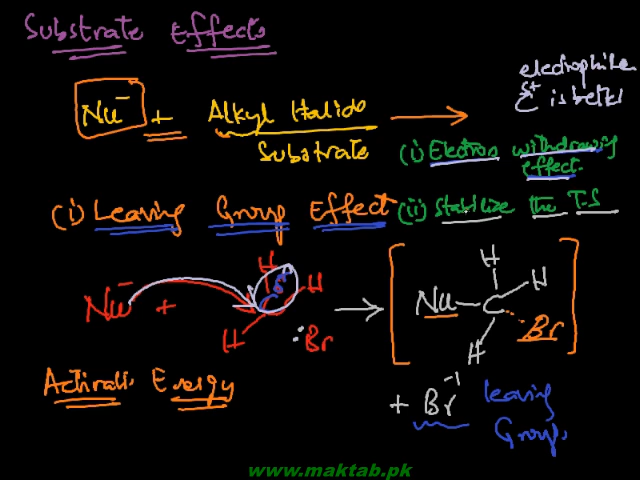 Substrate Effects
electrophile
Nu⁻ + Alkyl Halide
δ+
C is better
Substrate
(i) Electron withdrawing effect.
(i) Leaving Group Effect
(ii) Stabilize the T.S
H
H
Nu⁻ +
H
:Br
H
H
Nu-C
Br
H
Activation Energy
+ Br⁻¹
leaving
Group.
www.maktab.pk